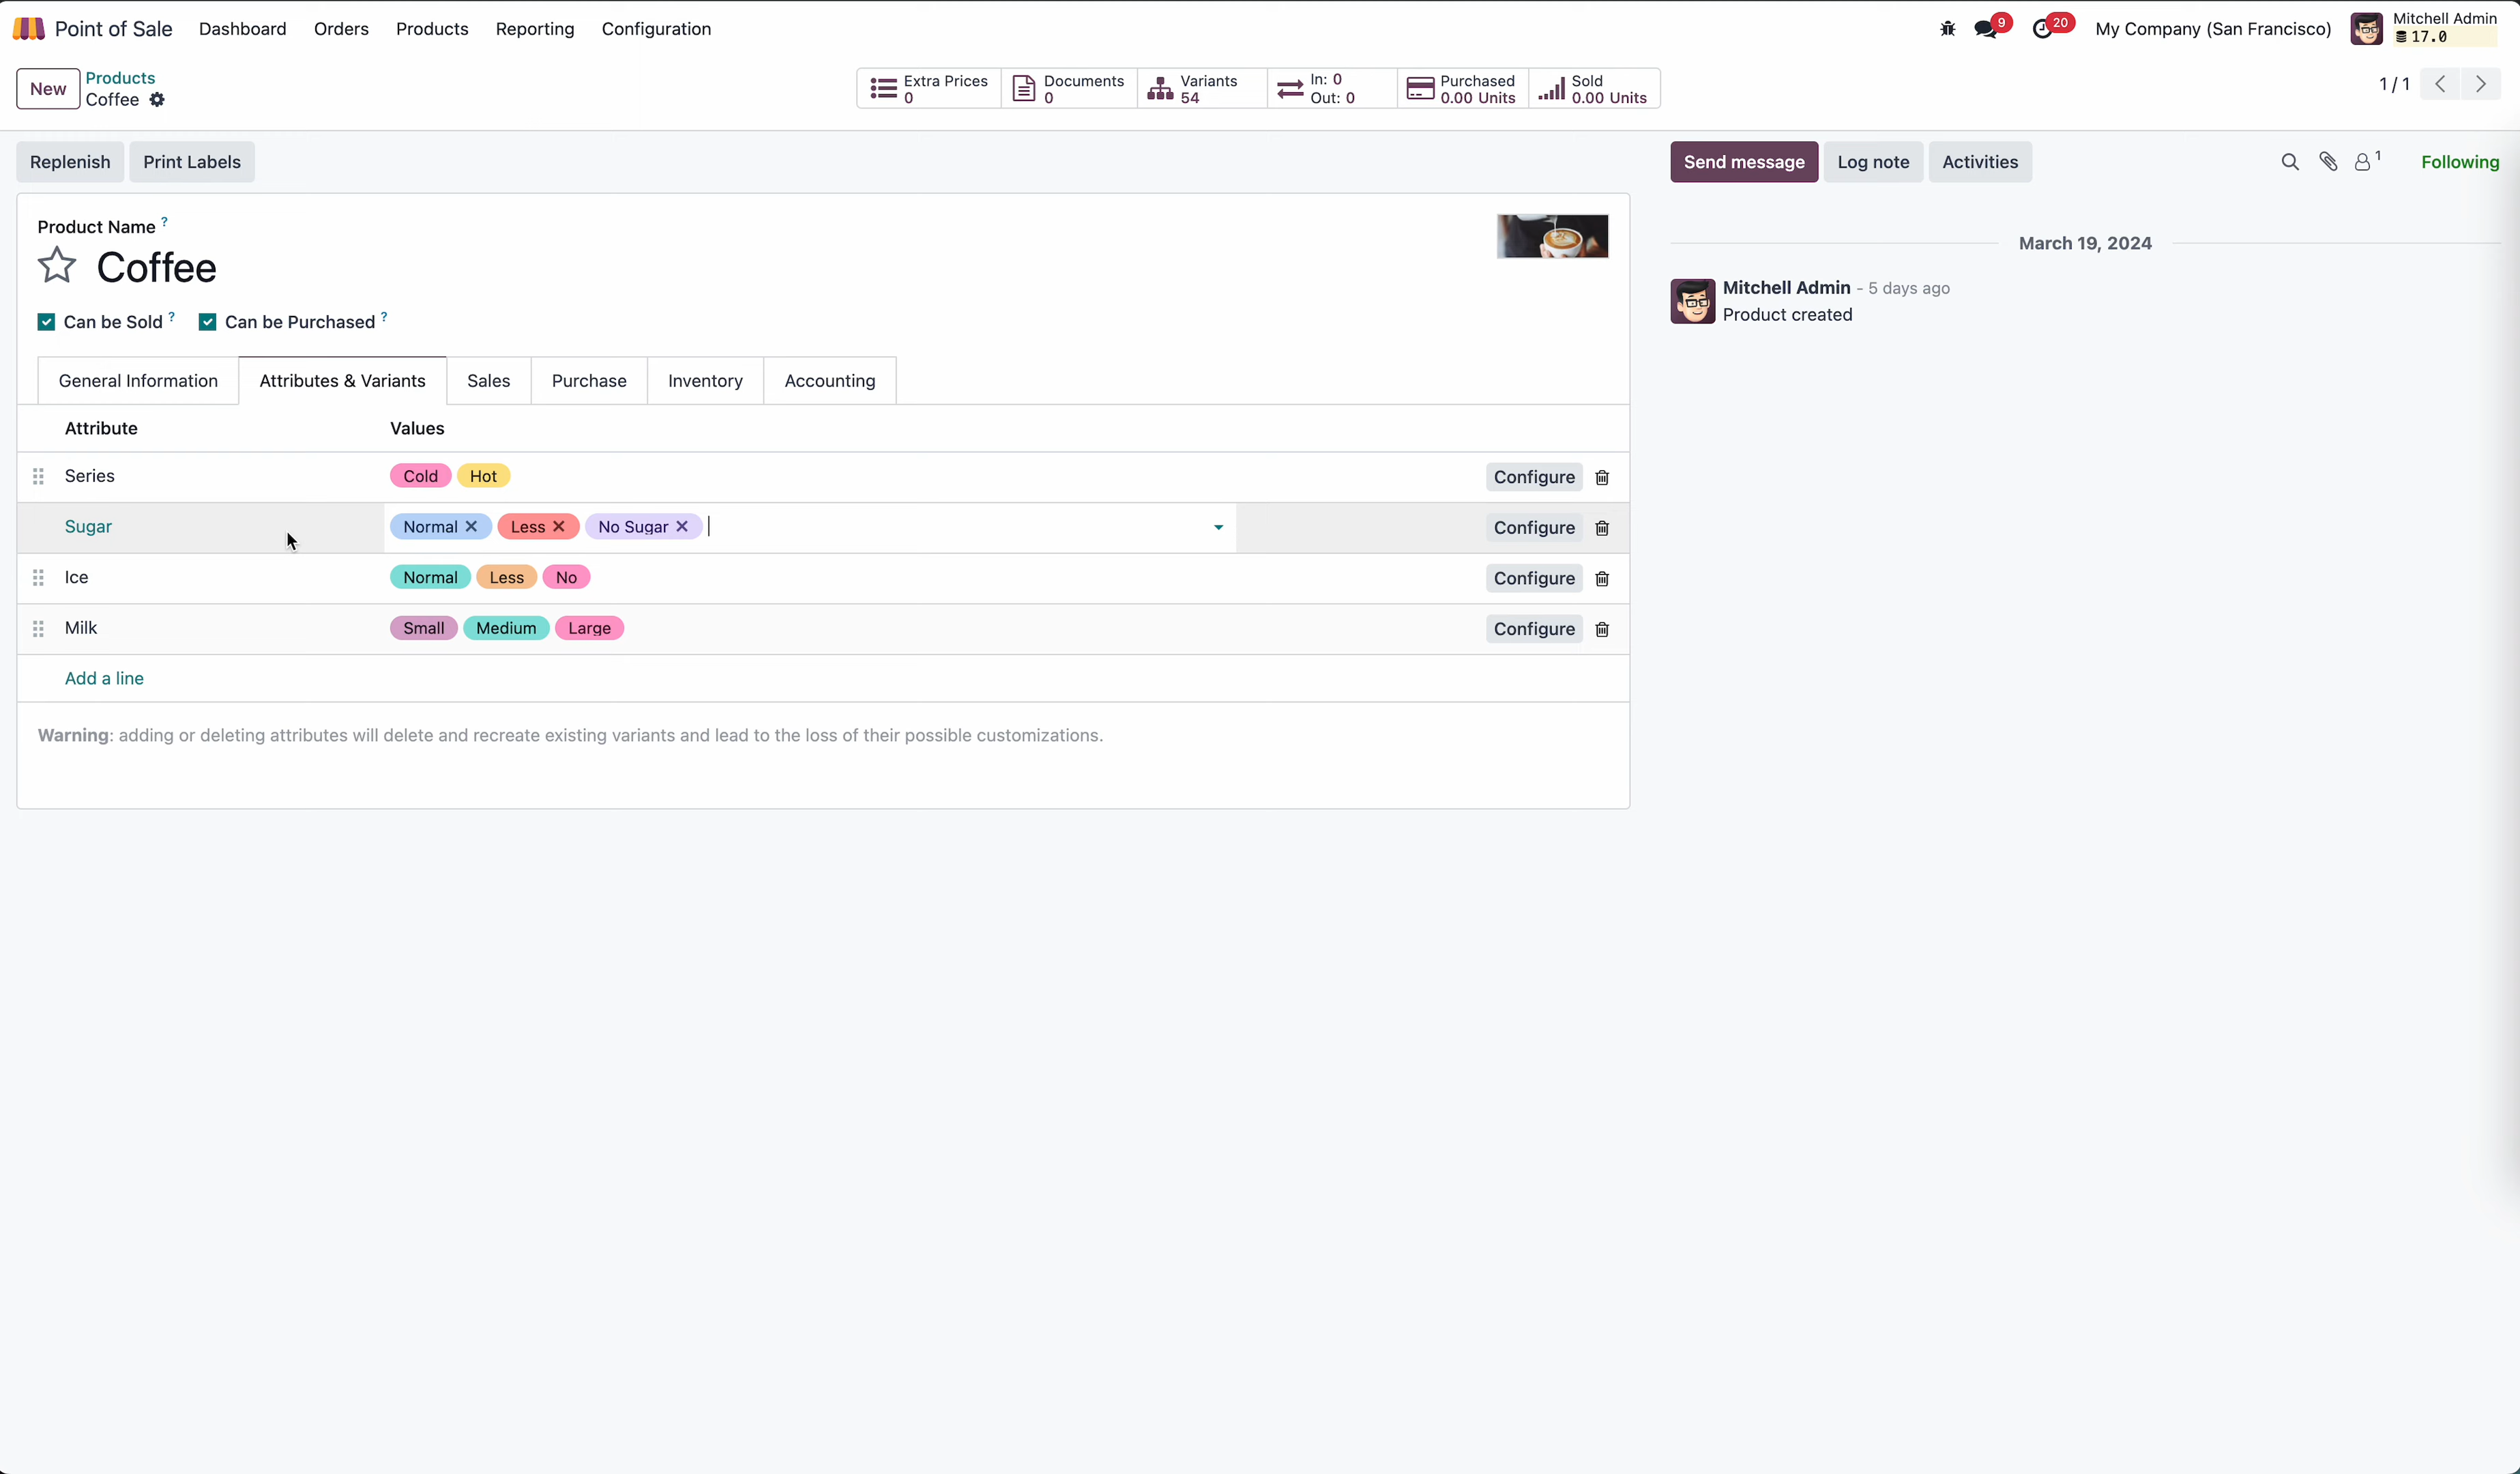 Point of Sale Dashboard Orders Products Reporting Configuration 9 20 My Company (San Francisco) Mitchell Admin
17.0
New Products
Coffee
Extra Prices
0
Documents
0
Variants
54
In: 0
Out: 0
Purchased
0.00 Units
Sold
0.00 Units
1 / 1
Replenish Print Labels
Send message Log note Activities 1 Following
Product Name ?
Coffee
Can be Sold ? Can be Purchased ?
General Information Attributes & Variants Sales Purchase Inventory Accounting
Attribute Values
Series Cold Hot Configure
Sugar Normal Less No Sugar Configure
Ice Normal Less No Configure
Milk Small Medium Large Configure
Add a line
Warning: adding or deleting attributes will delete and recreate existing variants and lead to the loss of their possible customizations.
March 19, 2024
Mitchell Admin - 5 days ago
Product created